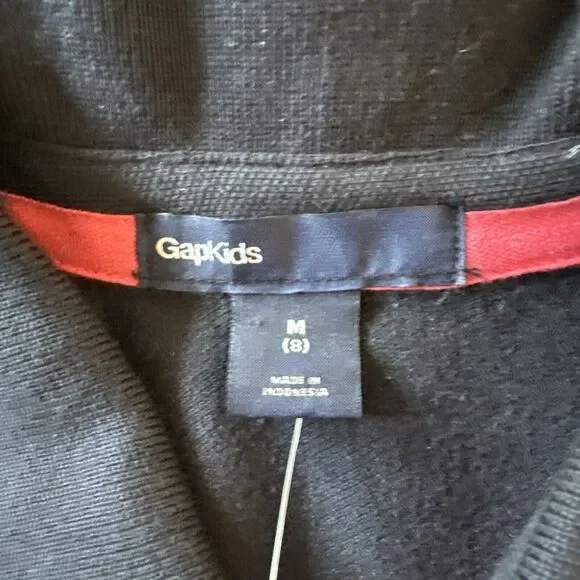 GapKids
M
(8)
MADE IN
INDONESIA